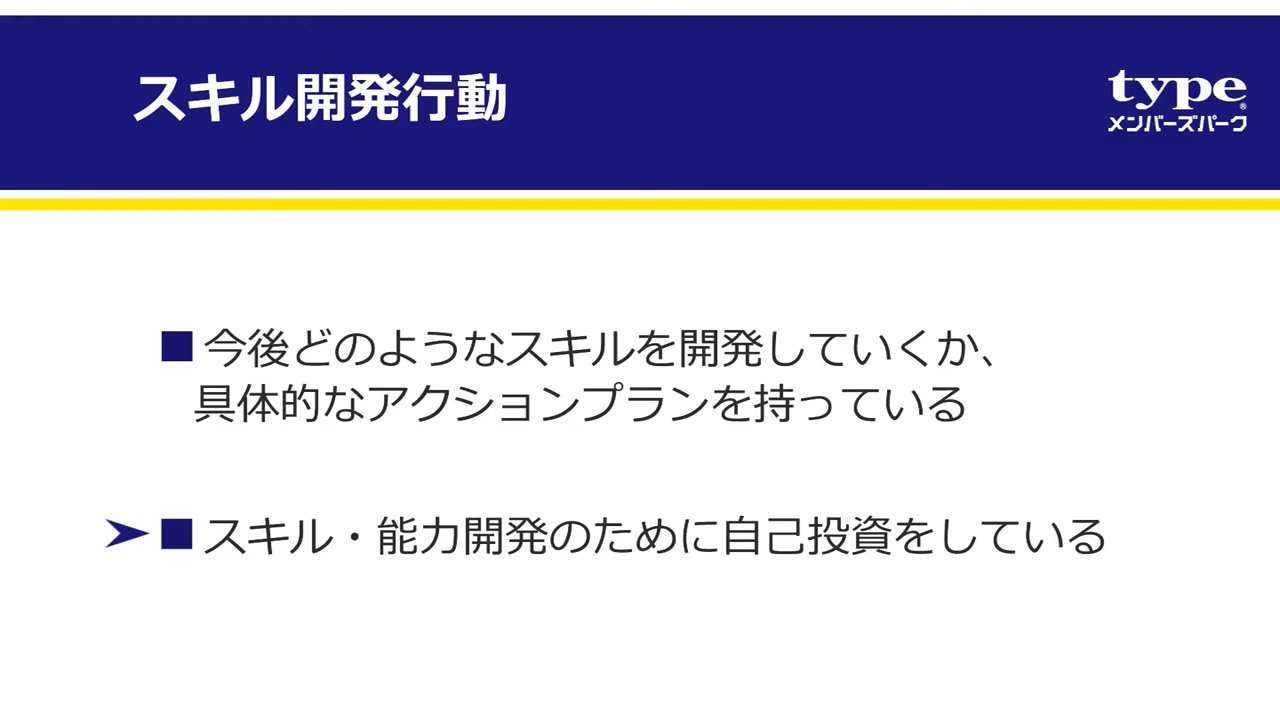 スキル開発行動
type®
メンバーズパーク
■今後どのようなスキルを開発していくか、
具体的なアクションプランを持っている
➤■スキル・能力開発のために自己投資をしている